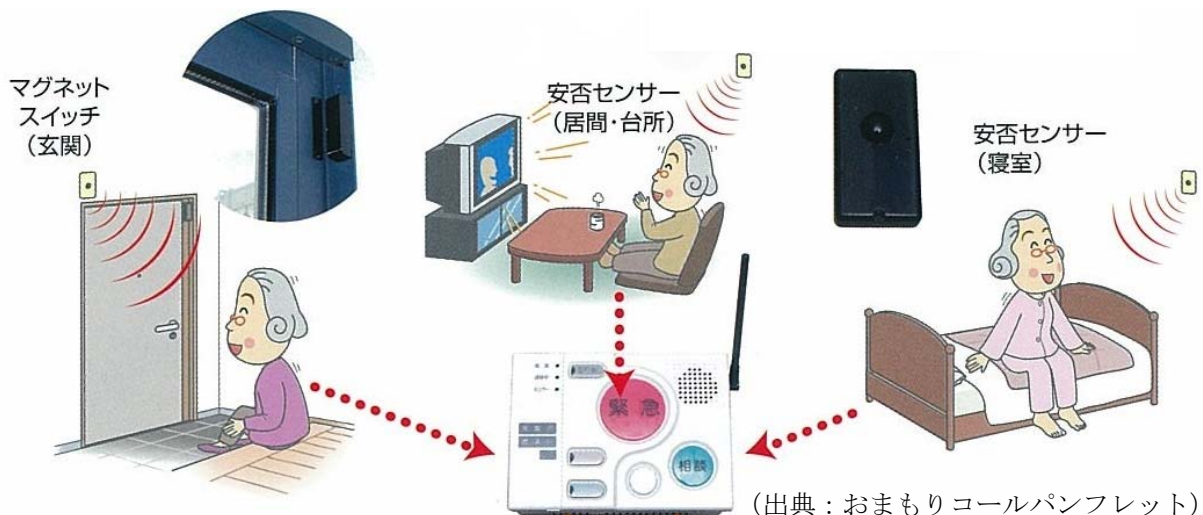 マグネット
スイッチ
（玄関）
安否センサー
（居間・台所）
安否センサー
（寝室）
緊急
相談
（出典：おまもりコールパンフレット）